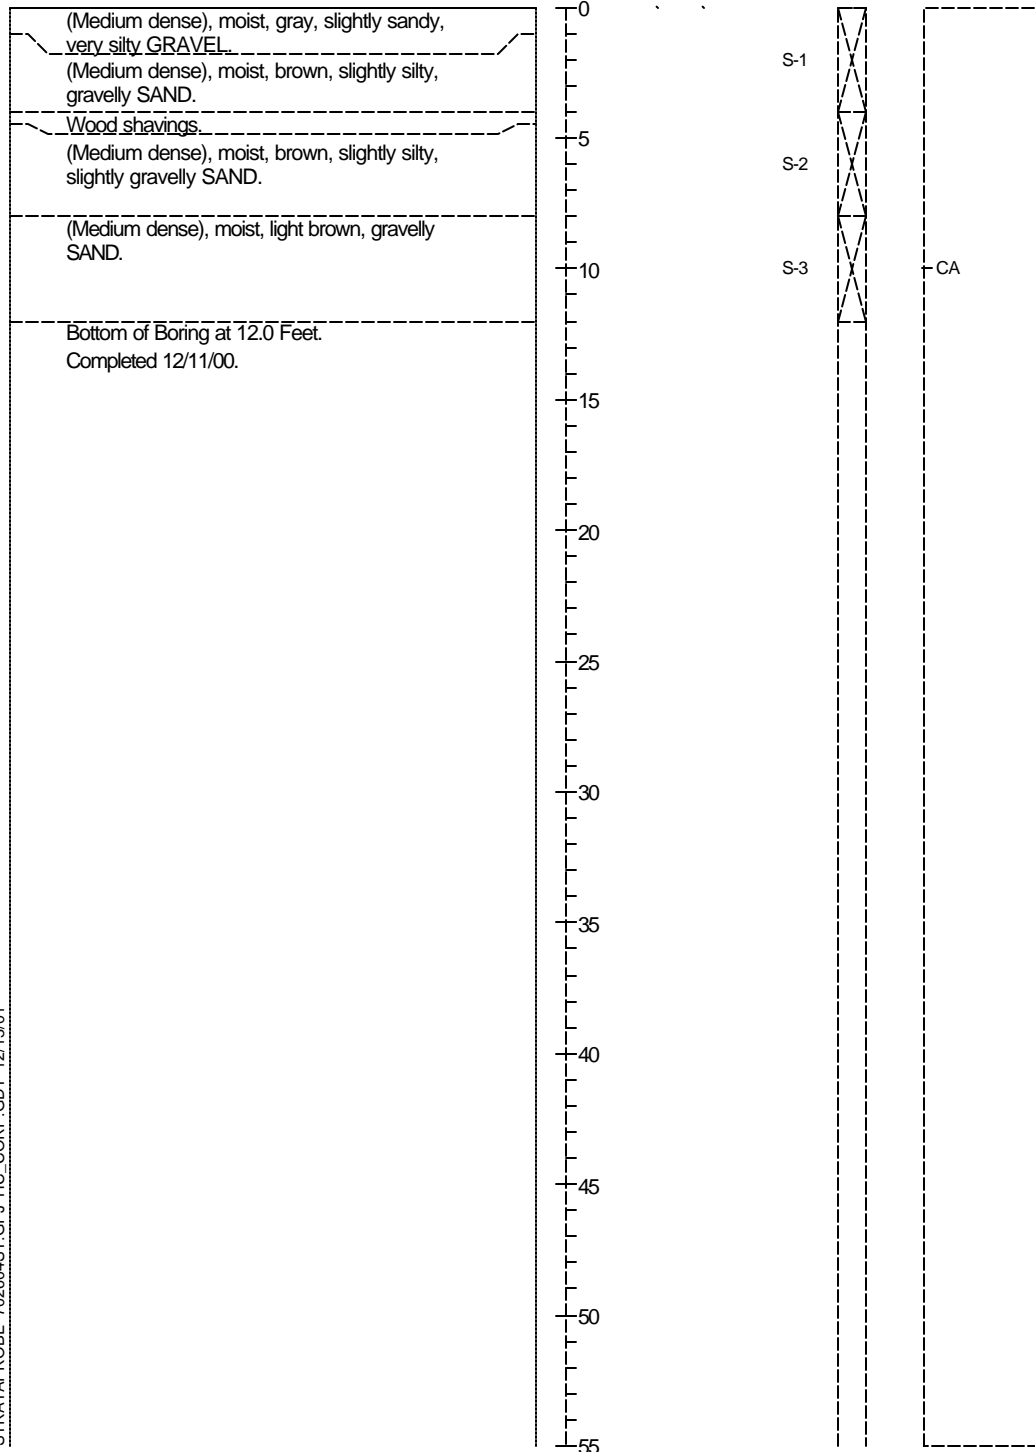 (Medium dense), moist, gray, slightly sandy,
very silty GRAVEL.
(Medium dense), moist, brown, slightly silty,
gravelly SAND.
Wood shavings.
(Medium dense), moist, brown, slightly silty,
slightly gravelly SAND.
(Medium dense), moist, light brown, gravelly
SAND.
Bottom of Boring at 12.0 Feet.
Completed 12/11/00.
0
5
10
15
20
25
30
35
40
45
50
55
S-1
S-2
S-3
CA